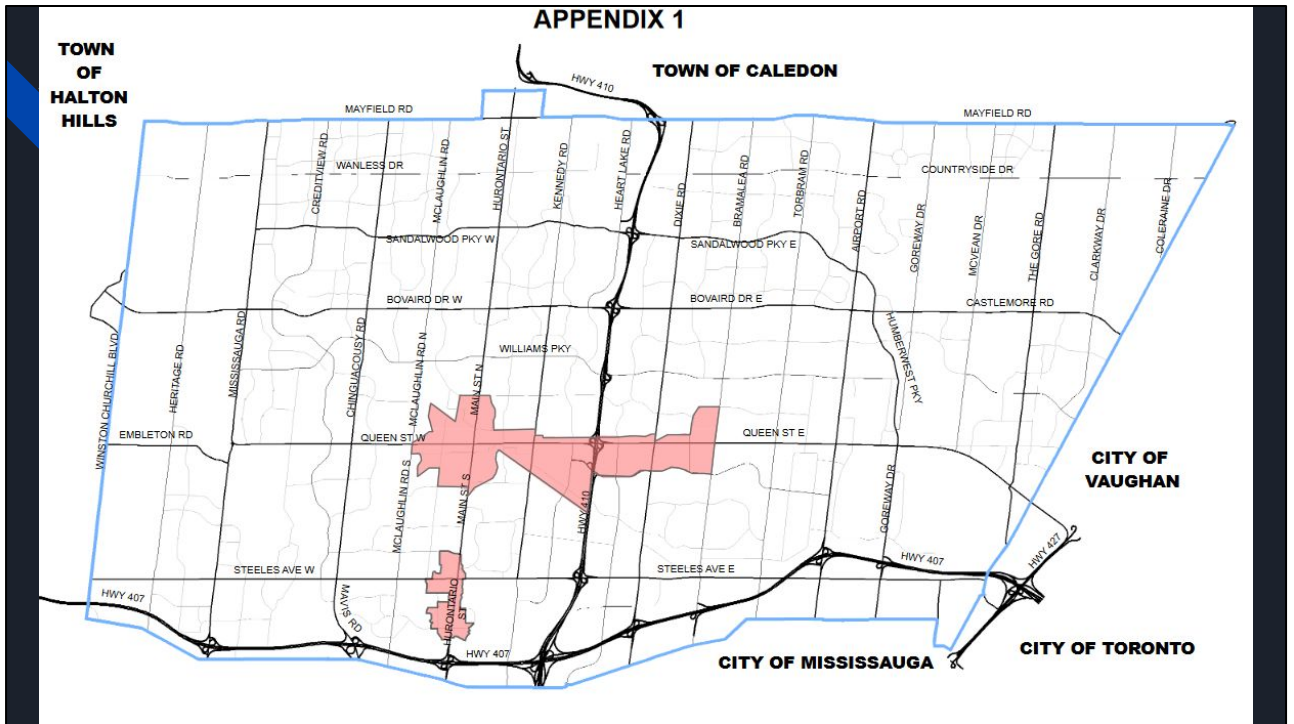 APPENDIX 1
TOWN
OF
HALTON
HILLS
TOWN OF CALEDON
HWY 410
MAYFIELD RD
MAYFIELD RD
WANLESS DR
COUNTRYSIDE DR
CREDITVIEW RD
MCLAUGHLIN RD
HURONTARIO ST
KENNEDY RD
HEART LAKE RD
DIXIE RD
BRAMALEA RD
TORBRAM RD
AIRPORT RD
GOREWAY DR
MCVEAN DR
THE GORE RD
CLARKWAY DR
COLERAINE DR
SANDALWOOD PKY W
SANDALWOOD PKY E
BOVAIRD DR W
BOVAIRD DR E
CASTLEMORE RD
WINSTON CHURCHILL BLVD
HERITAGE RD
MISSISSAUGA RD
CHINGUACOUSY RD
MCLAUGHLIN RD N
MAIN ST N
WILLIAMS PKY
HUMBERWEST PKY
EMBLETON RD
QUEEN ST W
QUEEN ST E
CITY OF
VAUGHAN
MCLAUGHLIN RD S
MAIN ST S
HWY 410
GOREWAY DR
STEELES AVE W
STEELES AVE E
HWY 407
HWY 427
HWY 407
MAVIS RD
HURONTARIO
ST
HWY 407
CITY OF MISSISSAUGA
CITY OF TORONTO